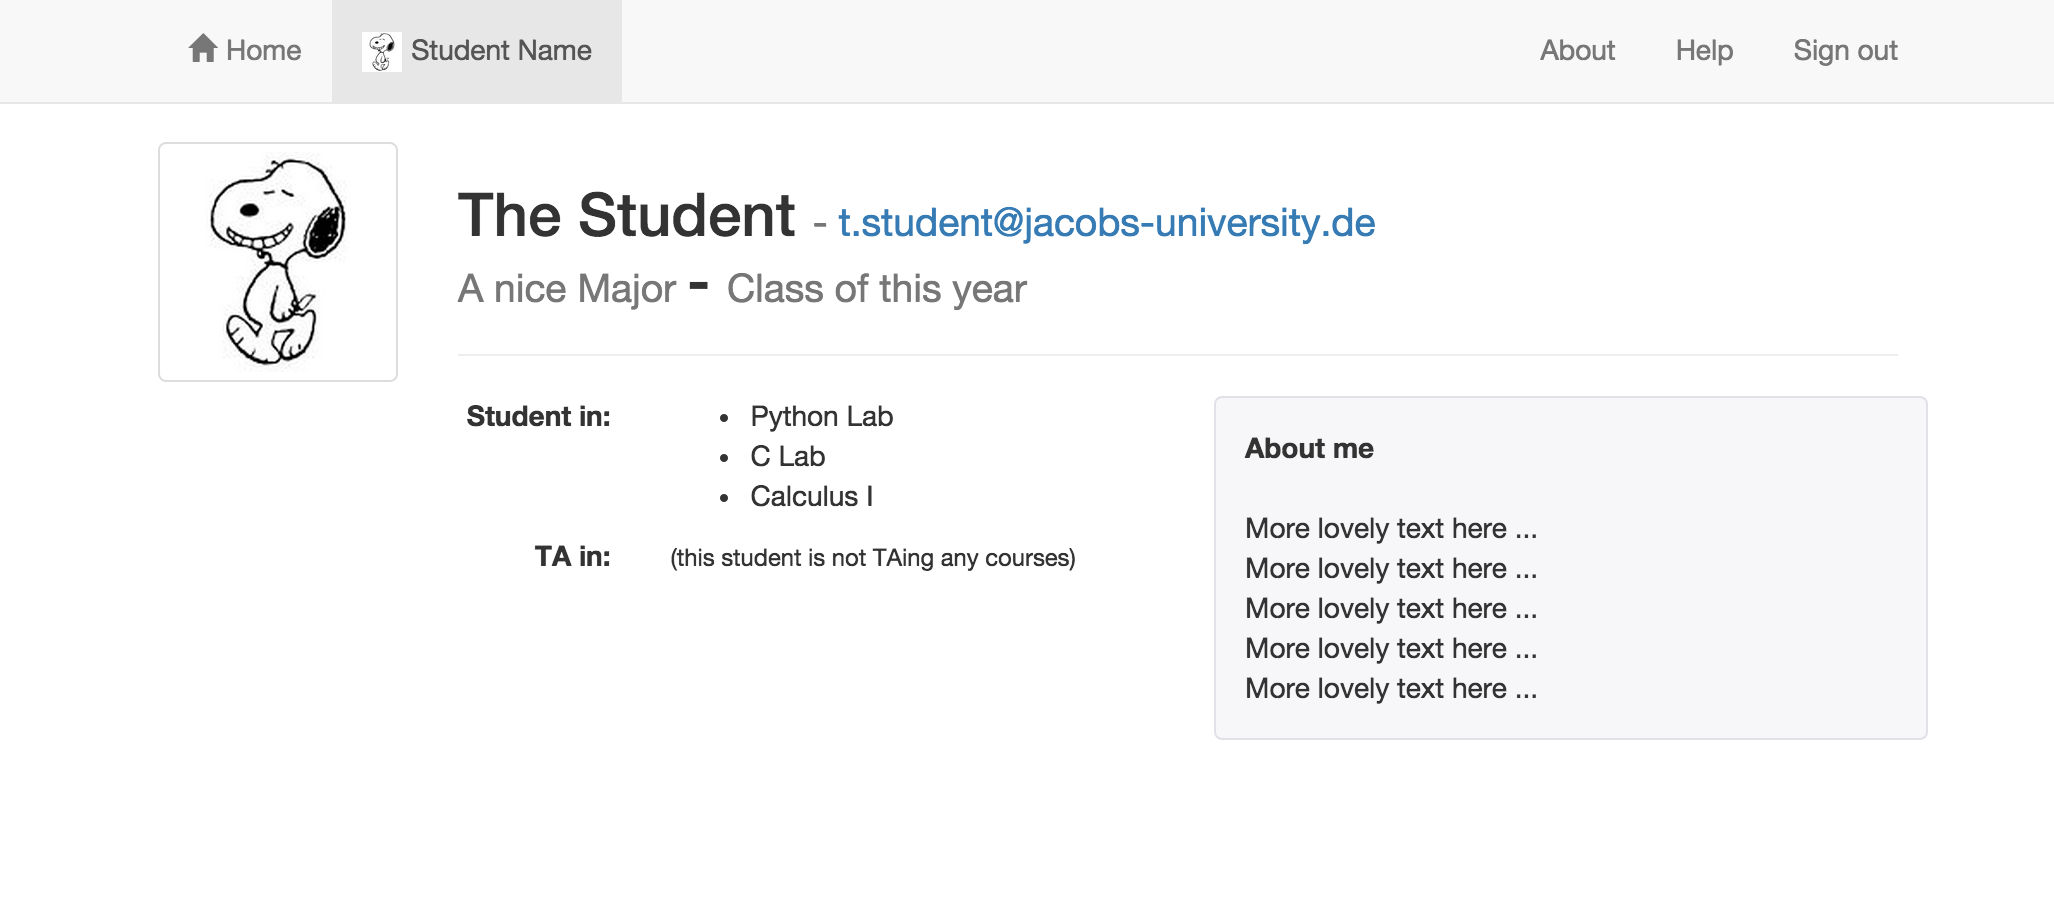 Home Student Name About Help Sign out
The Student - t.student@jacobs-university.de
A nice Major - Class of this year
Student in:
• Python Lab
• C Lab
• Calculus I
TA in: (this student is not TAing any courses)
About me
More lovely text here ...
More lovely text here ...
More lovely text here ...
More lovely text here ...
More lovely text here ...